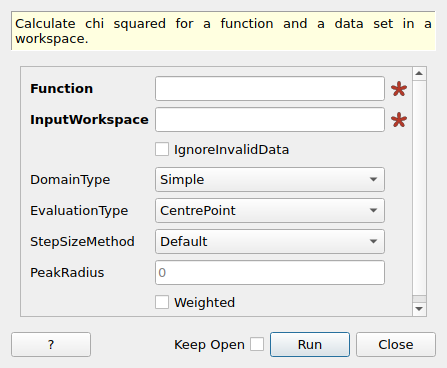 Calculate chi squared for a function and a data set in a
workspace.
Function
InputWorkspace
IgnoreInvalidData
DomainType Simple
EvaluationType CentrePoint
StepSizeMethod Default
PeakRadius 0
Weighted
? Keep Open Run Close